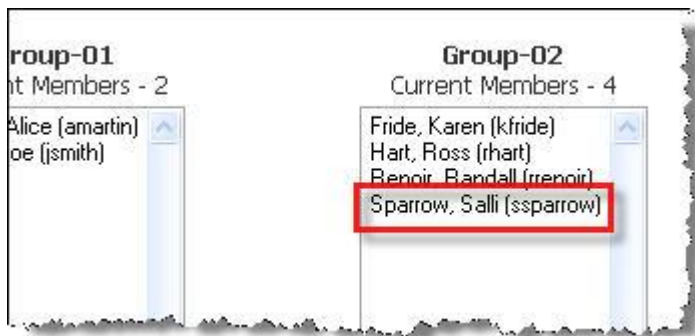 roup-01
nt Members - 2
Alice (amartin)
oe (jsmith)
Group-02
Current Members - 4
Fride, Karen (kfride)
Hart, Ross (rhart)
Renoir, Randall (rrenoir)
Sparrow, Salli (ssparrow)